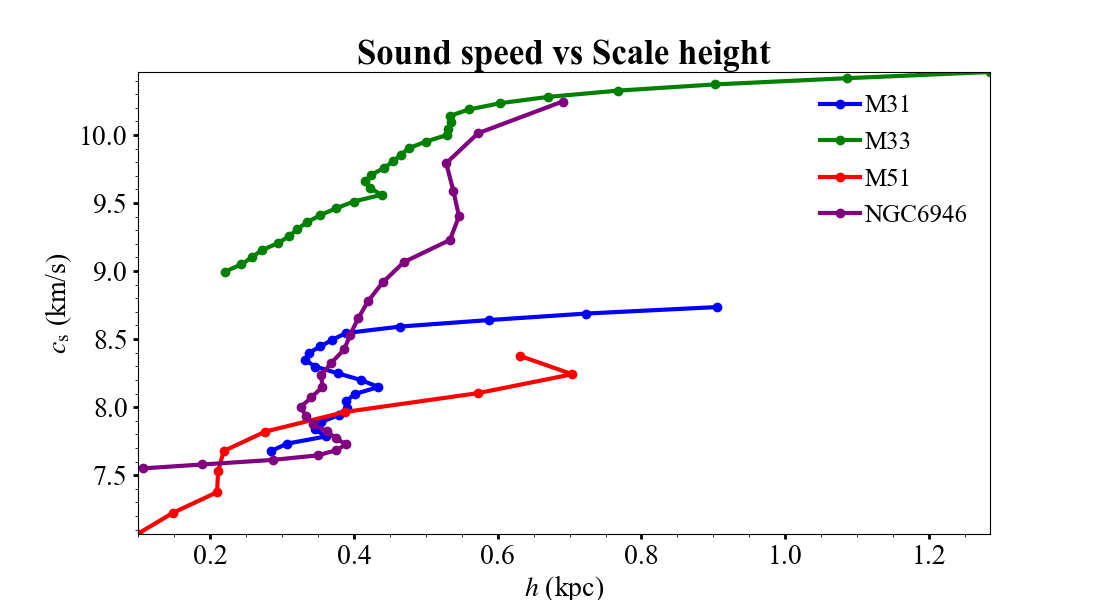 Sound speed vs Scale height
M31
M33
M51
NGC6946
10.0
9.5
9.0
8.5
8.0
7.5
cs (km/s)
0.2 0.4 0.6 0.8 1.0 1.2
h (kpc)